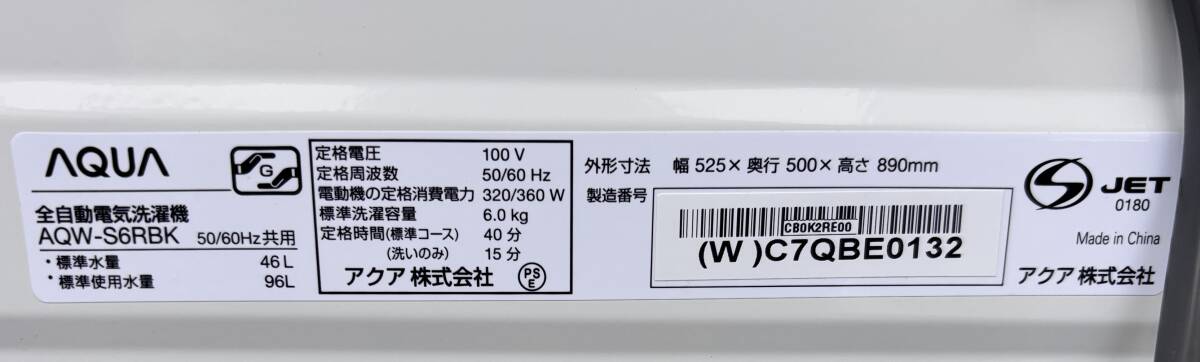 AQUA
G
全自動電気洗濯機
AQW-S6RBK 50/60Hz共用
・標準水量 46L
・標準使用水量 96L
定格電圧 100 V
定格周波数 50/60 Hz
電動機の定格消費電力 320/360 W
標準洗濯容量 6.0 kg
定格時間(標準コース) 40 分
(洗いのみ) 15 分
アクア 株式会社
PS
E
外形寸法 幅 525×奥行 500×高さ 890mm
製造番号
CB0K2RE00
(W )C7QBE0132
S JET
0180
Made in China
アクア 株式会社